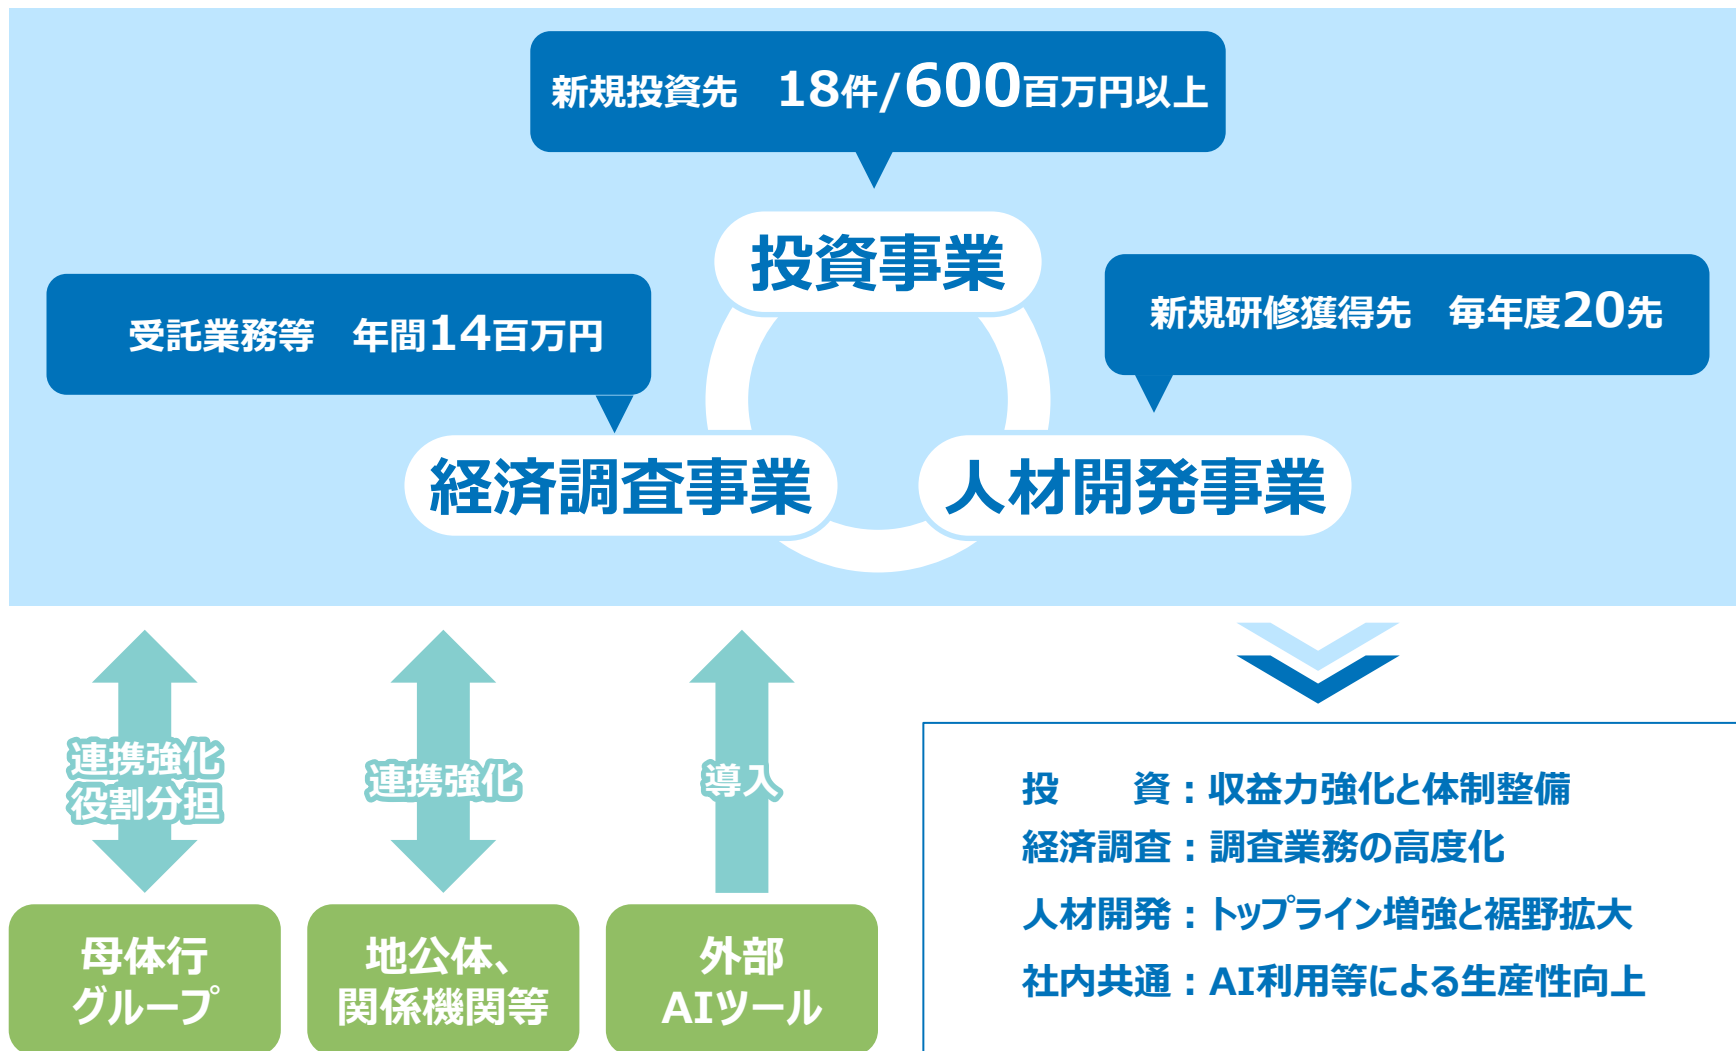 新規投資先　18件/600百万円以上
投資事業
受託業務等　年間14百万円
新規研修獲得先　毎年度20先
経済調査事業
人材開発事業
連携強化
役割分担
連携強化
導入
母体行
グループ
地公体、
関係機関等
外部
AIツール
投　　資：収益力強化と体制整備
経済調査：調査業務の高度化
人材開発：トップライン増強と裾野拡大
社内共通：AI利用等による生産性向上